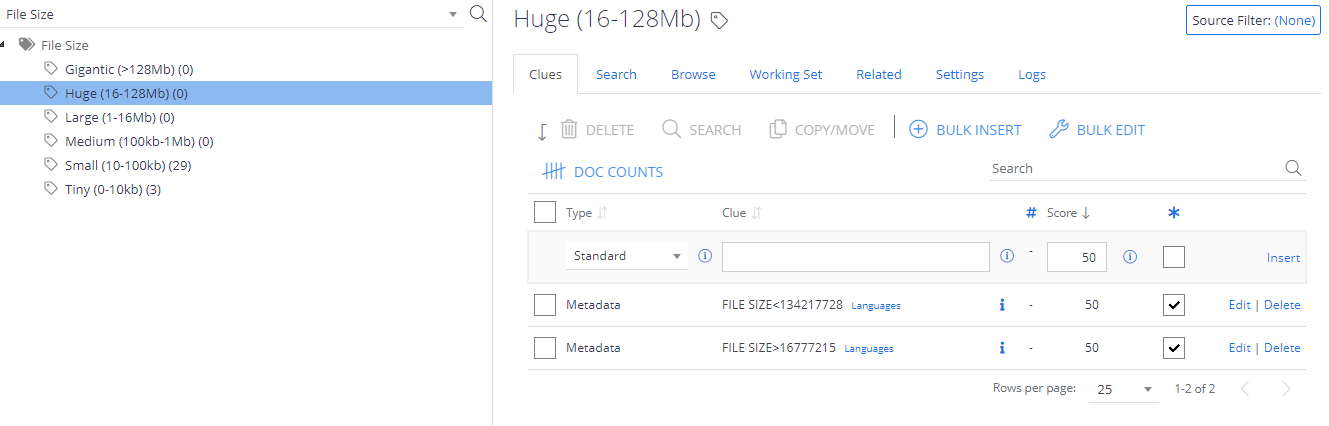 File Size
File Size
Gigantic (>128Mb) (0)
Huge (16-128Mb) (0)
Large (1-16Mb) (0)
Medium (100kb-1Mb) (0)
Small (10-100kb) (29)
Tiny (0-10kb) (3)
Huge (16-128Mb)
Source Filter: (None)
Clues Search Browse Working Set Related Settings Logs
DELETE SEARCH COPY/MOVE BULK INSERT BULK EDIT
DOC COUNTS Search
Type Clue # Score *
Standard - 50 Insert
Metadata FILE SIZE<134217728 Languages - 50 Edit | Delete
Metadata FILE SIZE>16777215 Languages - 50 Edit | Delete
Rows per page: 25 1-2 of 2